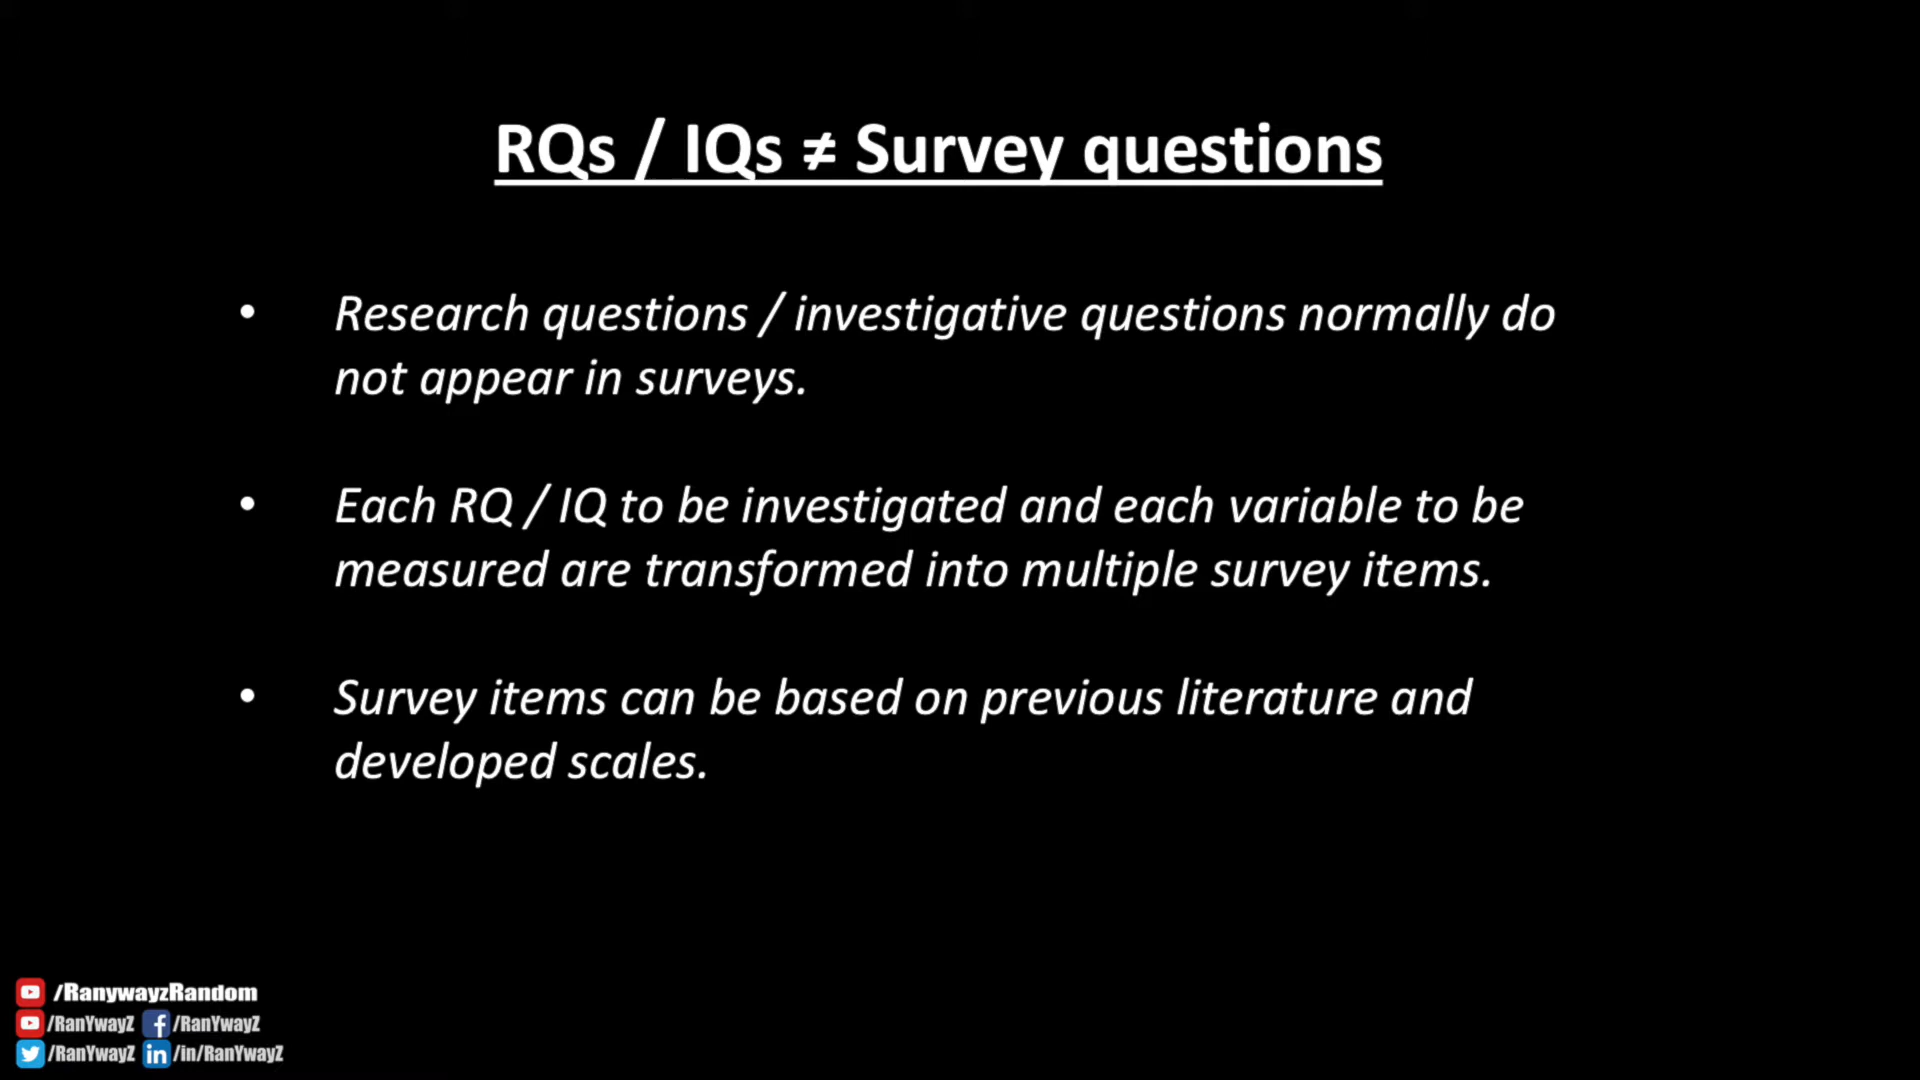 RQs / IQs ≠ Survey questions
• Research questions / investigative questions normally do
not appear in surveys.
• Each RQ / IQ to be investigated and each variable to be
measured are transformed into multiple survey items.
• Survey items can be based on previous literature and
developed scales.
/RanywayzRandom
/RanYwayZ /RanYwayZ
/RanYwayZ /in/RanYwayZ